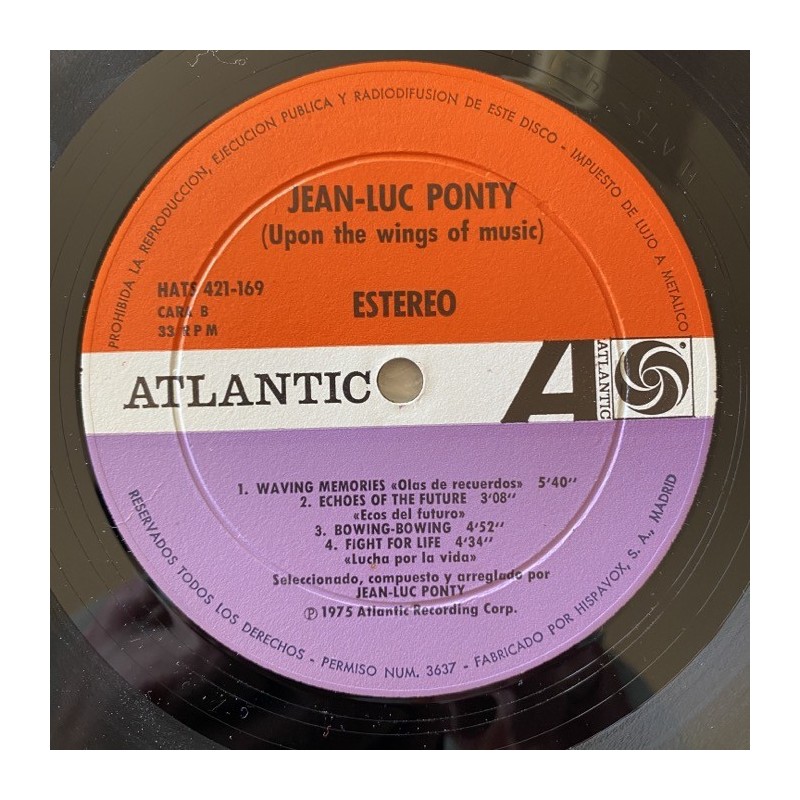 PROHIBIDA LA REPRODUCCION, EJECUCION PUBLICA Y RADIODIFUSION DE ESTE DISCO - IMPUESTO DE LUJO A METALICO
JEAN-LUC PONTY
(Upon the wings of music)
HATS 421-169
CARA B
33 R P M
ESTEREO
ATLANTIC
A
ATLANTIC
1. WAVING MEMORIES «Olas de recuerdos» 5'40''
2. ECHOES OF THE FUTURE 3'08''
«Ecos del futuro»
3. BOWING-BOWING 4'52''
4. FIGHT FOR LIFE 4'34''
«Lucha por la vida»
Seleccionado, compuesto y arreglado por
JEAN-LUC PONTY
Ⓟ 1975 Atlantic Recording Corp.
RESERVADOS TODOS LOS DERECHOS - PERMISO NUM. 3637 - FABRICADO POR HISPAVOX, S. A., MADRID